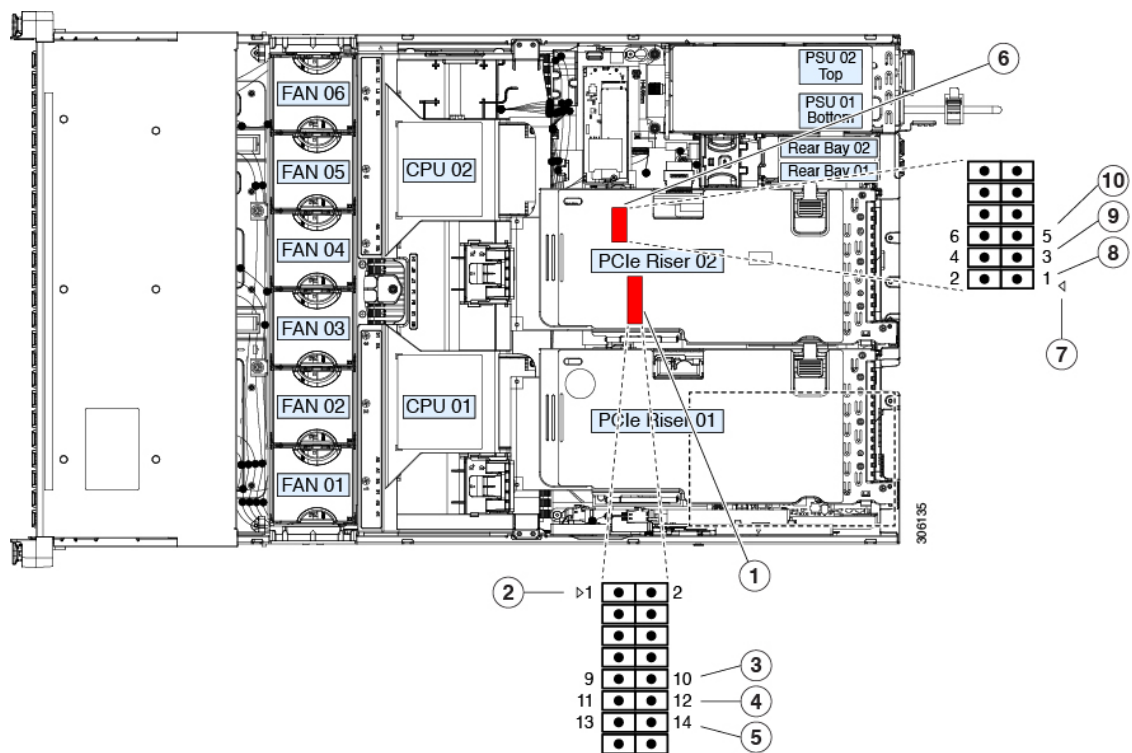 PSU 02
Top
6
FAN 06
PSU 01
Bottom
Rear Bay 02
Rear Bay 01
FAN 05
CPU 02
10
9
6 5
8
4 3
2 1
FAN 04
PCIe Riser 02
7
FAN 03
FAN 02
CPU 01
PCIe Riser 01
FAN 01
306135
1
2
1 2
3
9 10
4
11 12
5
13 14